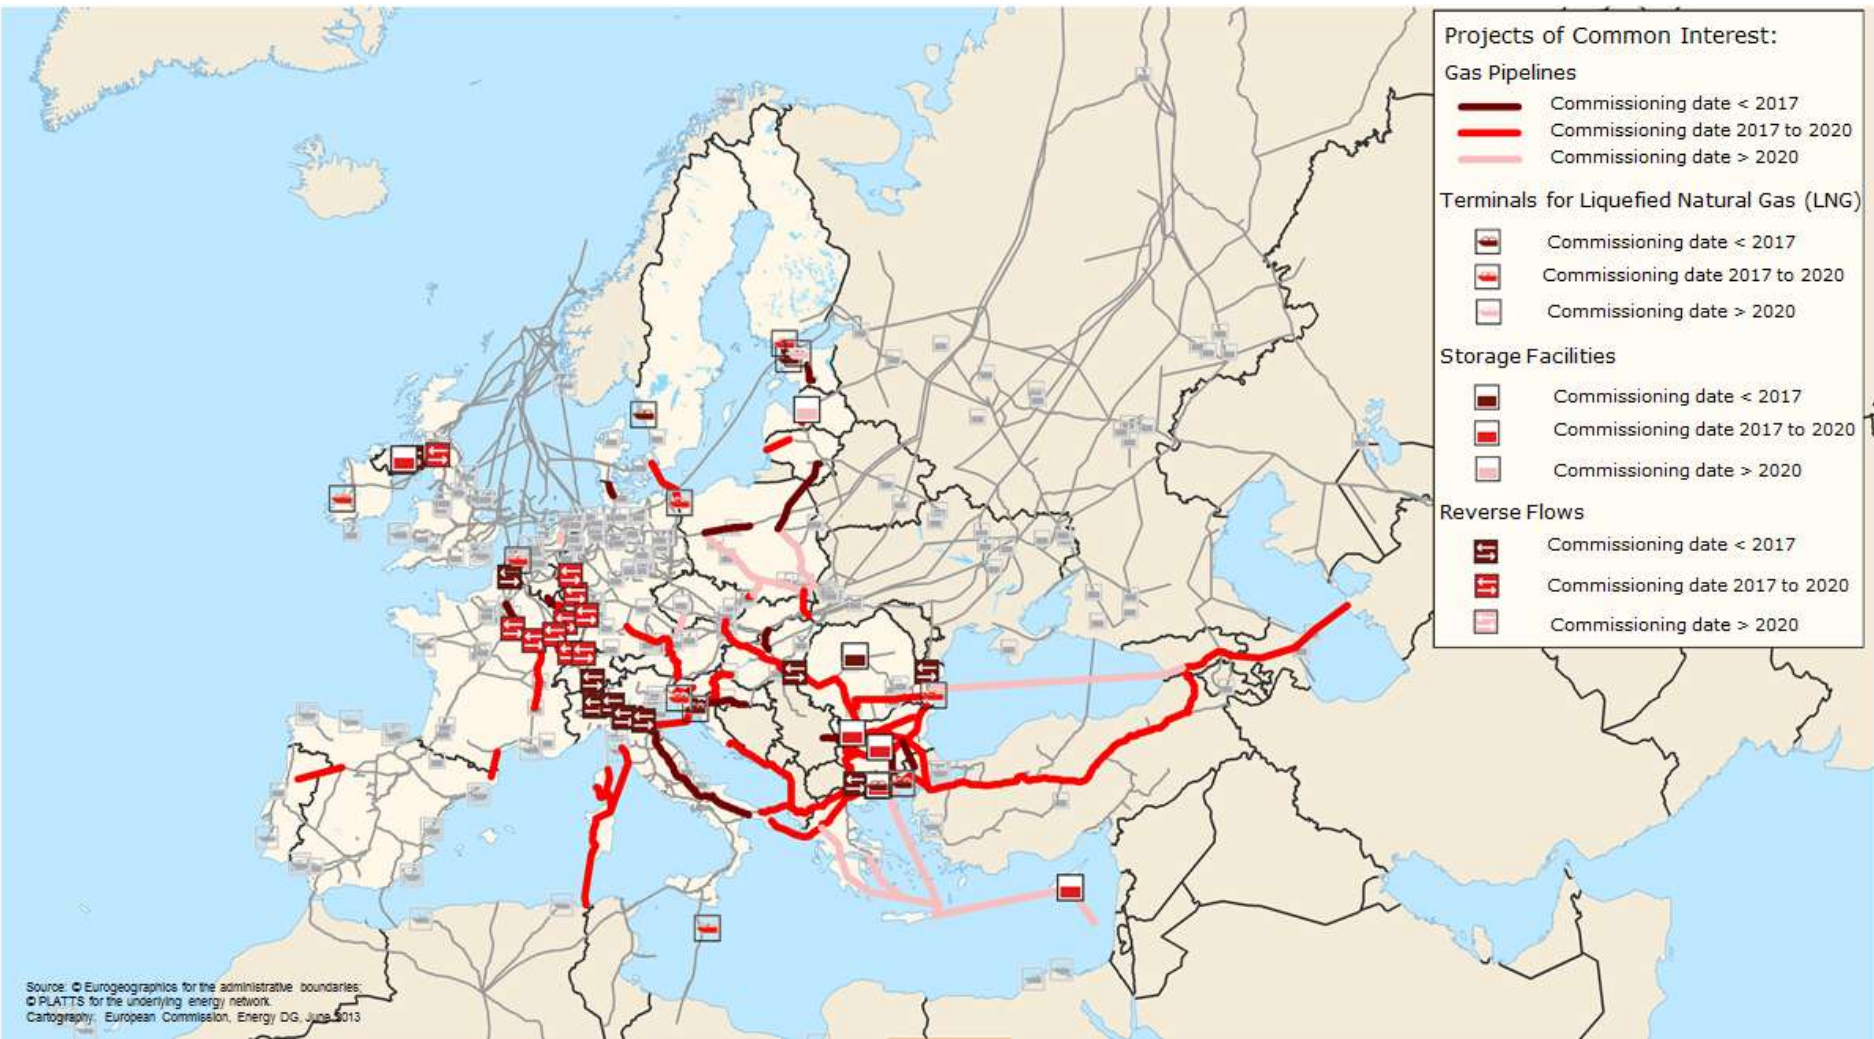 Projects of Common Interest:
Gas Pipelines
Commissioning date < 2017
Commissioning date 2017 to 2020
Commissioning date > 2020
Terminals for Liquefied Natural Gas (LNG)
Commissioning date < 2017
Commissioning date 2017 to 2020
Commissioning date > 2020
Storage Facilities
Commissioning date < 2017
Commissioning date 2017 to 2020
Commissioning date > 2020
Reverse Flows
Commissioning date < 2017
Commissioning date 2017 to 2020
Commissioning date > 2020
Source: © Eurogeographics for the administrative boundaries;
© PLATTS for the underlying energy network.
Cartography: European Commission, Energy DG, June 2013